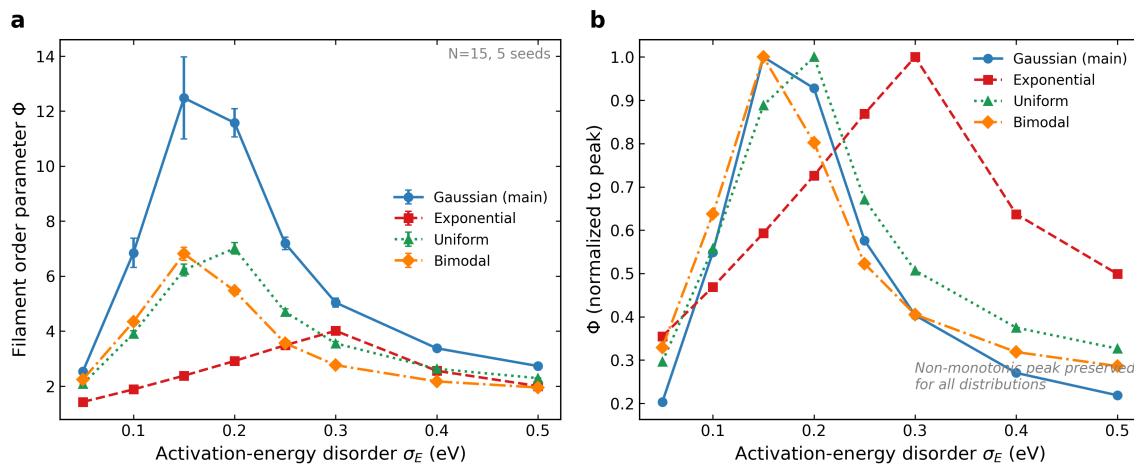 a
N=15, 5 seeds
Filament order parameter Φ
14
12
10
8
6
4
2
Gaussian (main)
Exponential
Uniform
Bimodal
0.1 0.2 0.3 0.4 0.5
Activation-energy disorder σ_E (eV)
b
Φ (normalized to peak)
1.0
0.9
0.8
0.7
0.6
0.5
0.4
0.3
0.2
Gaussian (main)
Exponential
Uniform
Bimodal
Non-monotonic peak preserved
for all distributions
0.1 0.2 0.3 0.4 0.5
Activation-energy disorder σ_E (eV)